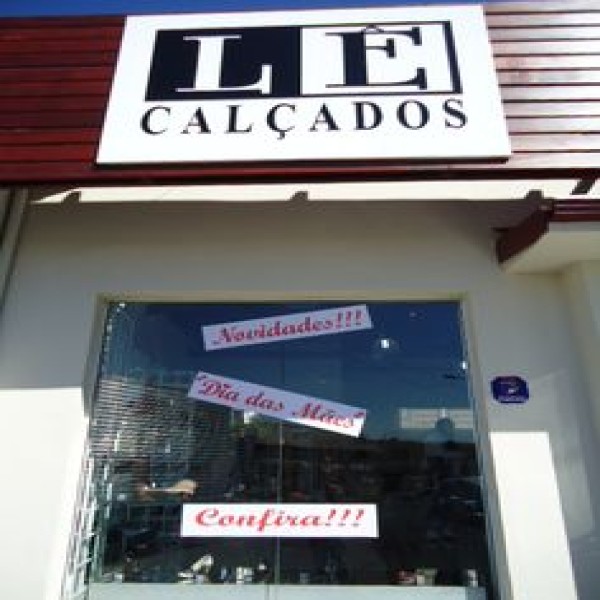 LÊ
CALÇADOS
Novidades!!!
"Dia das Mães"
Confira!!!